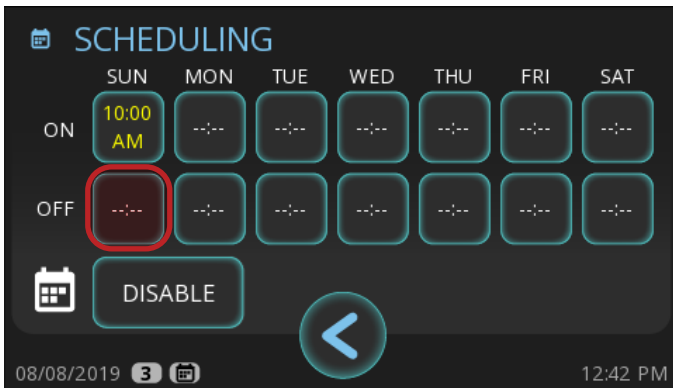 SCHEDULING
SUN MON TUE WED THU FRI SAT
ON 10:00 AM --:-- --:-- --:-- --:-- --:-- --:--
OFF --:-- --:-- --:-- --:-- --:-- --:-- --:--
DISABLE
08/08/2019 3 12:42 PM